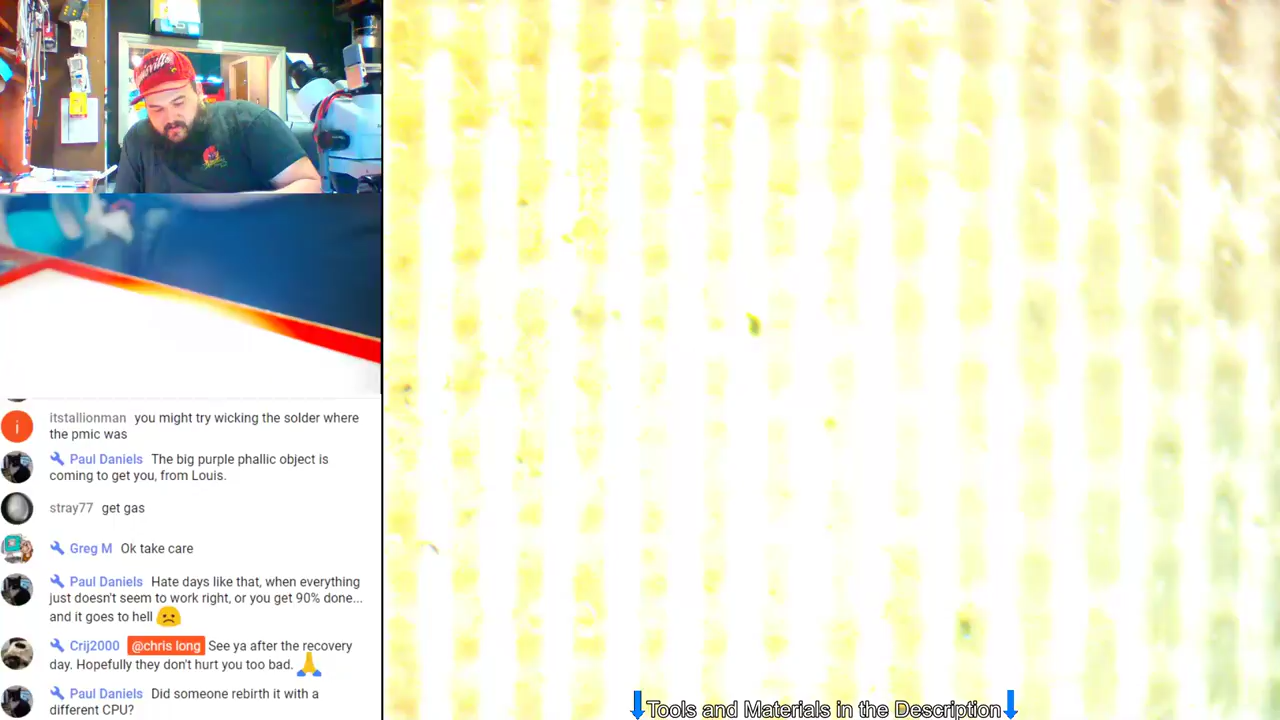 itstallionman you might try wicking the solder where
the pmic was
Paul Daniels The big purple phallic object is
coming to get you, from Louis.
stray77 get gas
Greg M Ok take care
Paul Daniels Hate days like that, when everything
just doesn't seem to work right, or you get 90% done...
and it goes to hell
Crij2000 @chris long See ya after the recovery
day. Hopefully they don't hurt you too bad.
Paul Daniels Did someone rebirth it with a
different CPU?
Tools and Materials in the Description